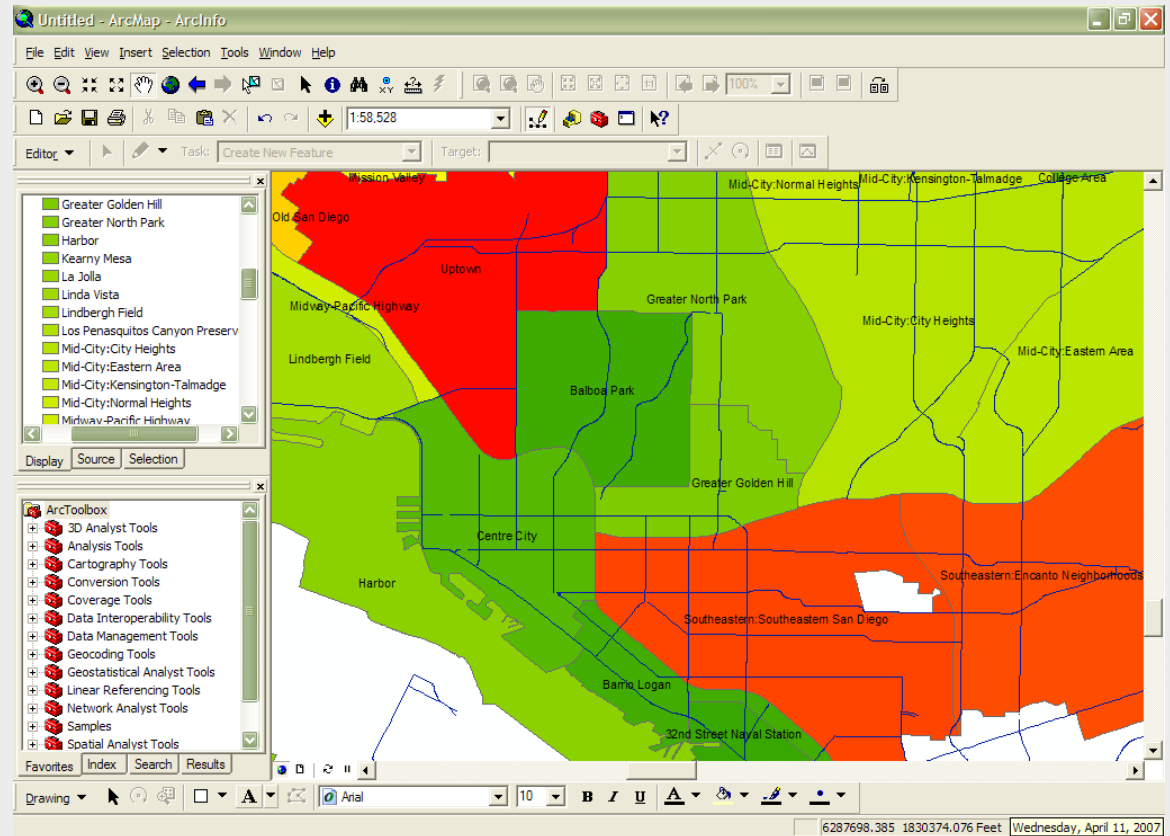 Untitled - ArcMap - ArcInfo
File Edit View Insert Selection Tools Window Help
100%
1:58,528
Editor Task: Create New Feature Target:
Greater Golden Hill
Greater North Park
Harbor
Kearny Mesa
La Jolla
Linda Vista
Lindbergh Field
Los Penasquitos Canyon Preserv
Mid-City:City Heights
Mid-City:Eastern Area
Mid-City:Kensington-Talmadge
Mid-City:Normal Heights
Midway-Pacific Highway
Display Source Selection
ArcToolbox
3D Analyst Tools
Analysis Tools
Cartography Tools
Conversion Tools
Coverage Tools
Data Interoperability Tools
Data Management Tools
Geocoding Tools
Geostatistical Analyst Tools
Linear Referencing Tools
Network Analyst Tools
Samples
Spatial Analyst Tools
Favorites Index Search Results
Mission Valley
Mid-City:Normal Heights
Mid-City:Kensington-Talmadge
College Area
Old San Diego
Uptown
Midway-Pacific Highway
Greater North Park
Mid-City:City Heights
Lindbergh Field
Mid-City:Eastern Area
Balboa Park
Greater Golden Hill
Centre City
Harbor
Southeastern:Encanto Neighborhoods
Southeastern:Southeastern San Diego
Barrio Logan
32nd Street Naval Station
Drawing A Arial 10 B I U A
6287698.385 1830374.076 Feet Wednesday, April 11, 2007